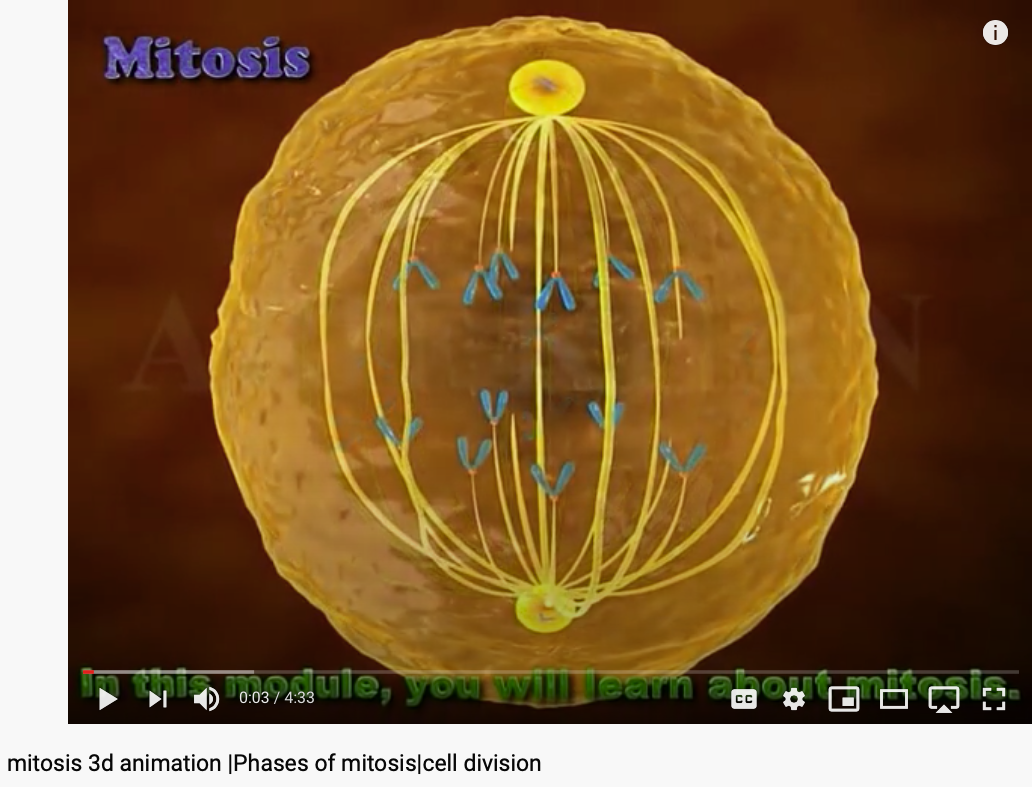 Mitosis
In this module, you will learn about mitosis.
0:03 / 4:33
CC
mitosis 3d animation |Phases of mitosis|cell division